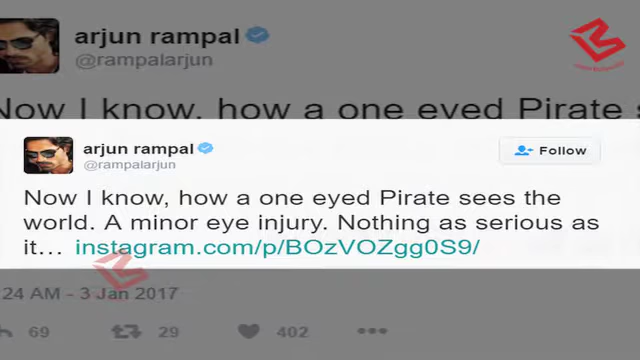 arjun rampal
@rampalarjun
Now I know, how a one eyed Pirate s
arjun rampal
@rampalarjun
Follow
Now I know, how a one eyed Pirate sees the
world. A minor eye injury. Nothing as serious as
it... instagram.com/p/BOzVOZgg0S9/
24 AM - 3 Jan 2017
69
29
402